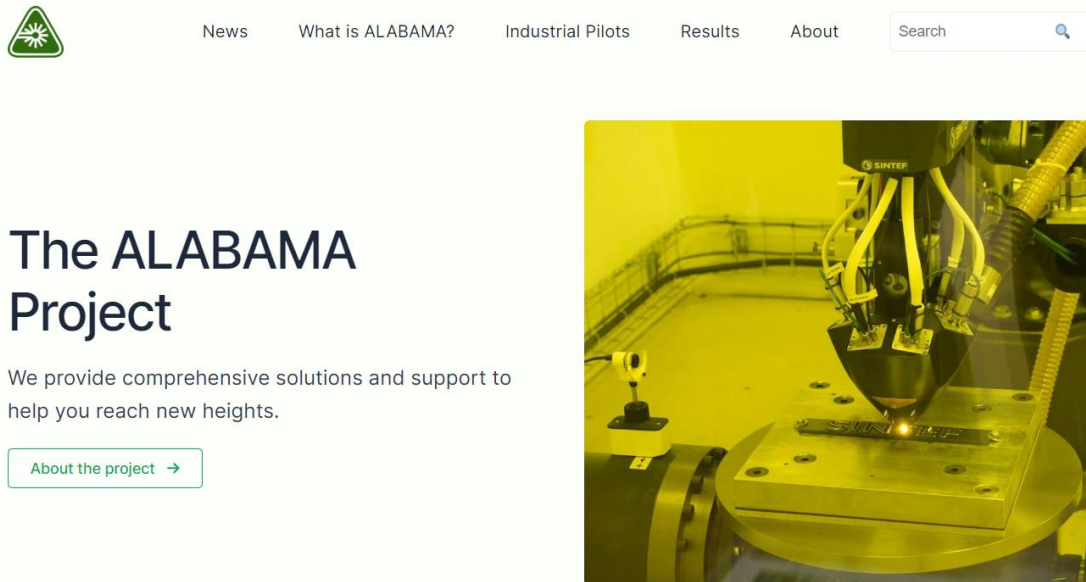 News
What is ALABAMA?
Industrial Pilots
Results
About
Search
SINTEF
The ALABAMA
Project
We provide comprehensive solutions and support to
help you reach new heights.
About the project
SINTEF